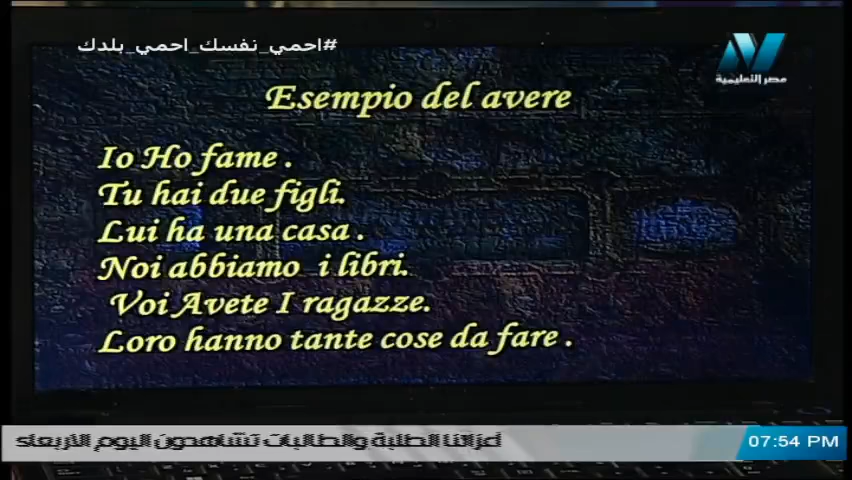 #احمي_نفسك_احمي_بلدك
مصر التعليمية
Esempio del avere
Io Ho fame .
Tu hai due figli.
Lui ha una casa .
Noi abbiamo i libri.
Voi Avete I ragazze.
Loro hanno tante cose da fare .
أعزائنا الطلبة والطالبات تشاهدون اليوم الاربعاء
07:54 PM